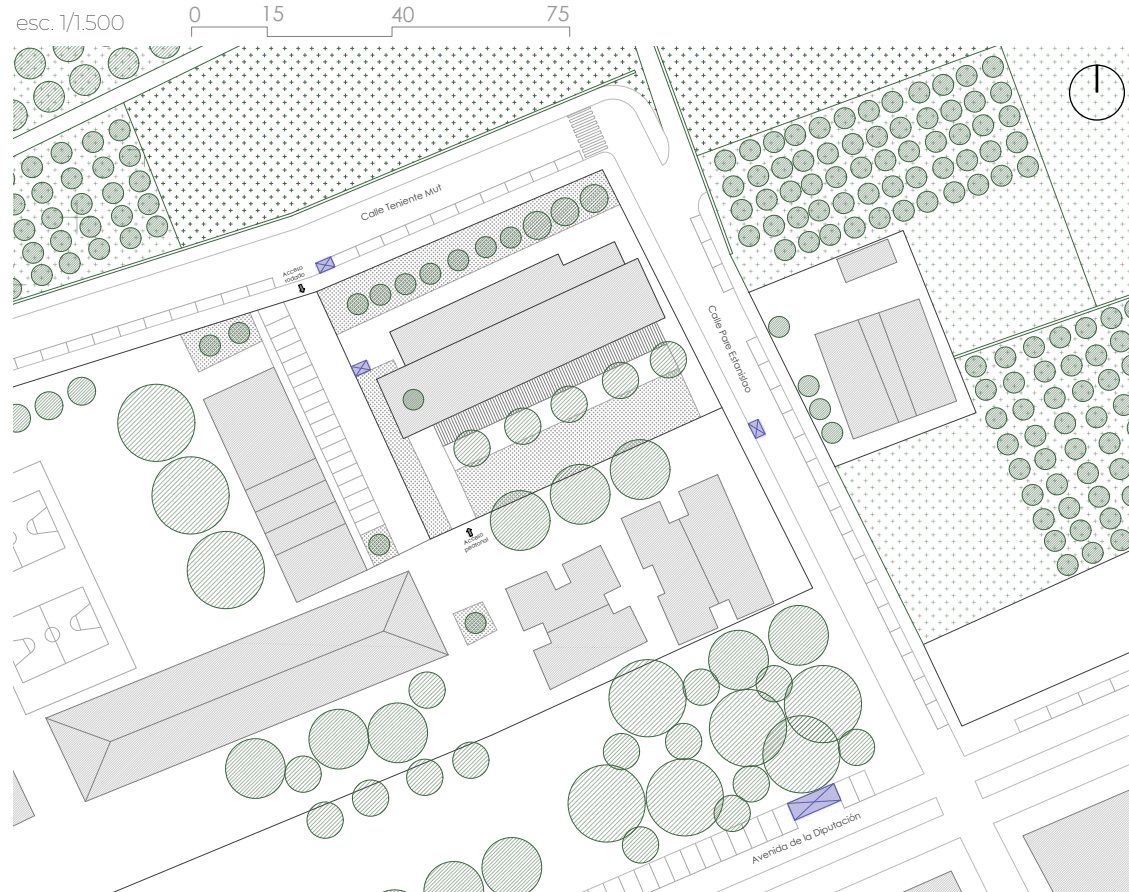 esc. 1/1.500
0 15 40 75
Calle Teniente Mut
Acceso
rodado
Calle Pare Estanislao
Acceso
peatonal
Avenida de la Diputación